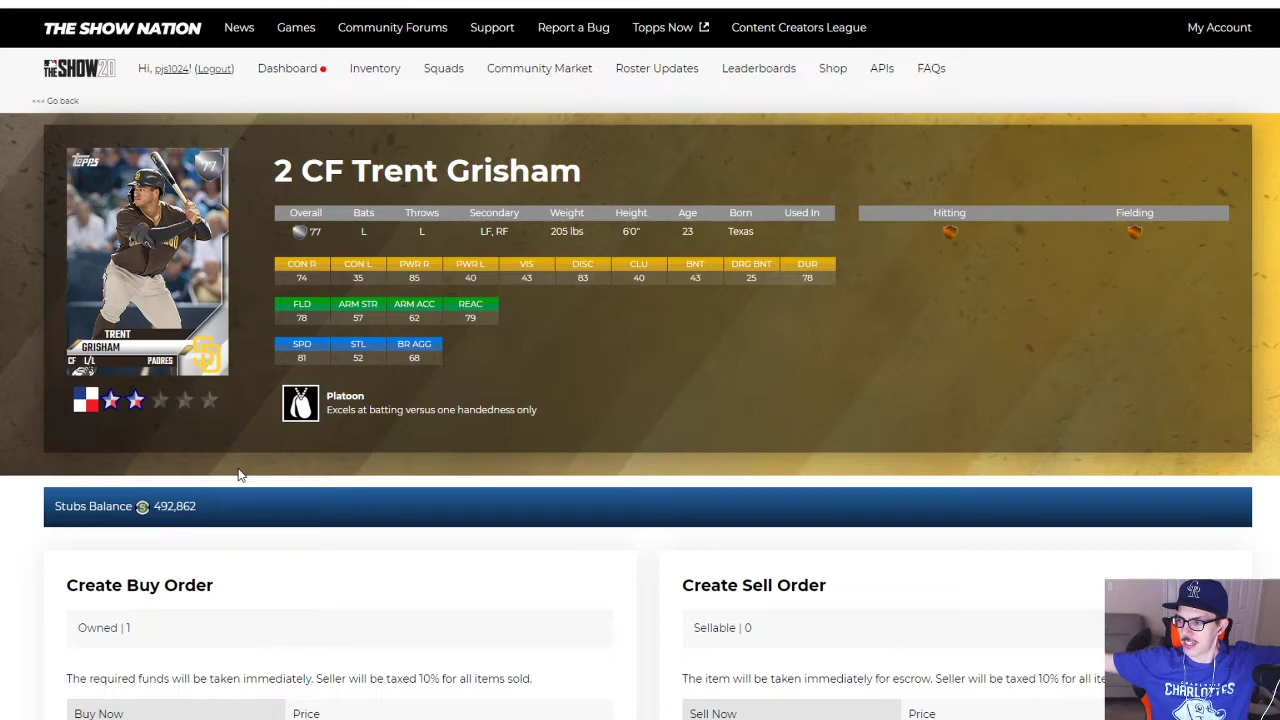 THE SHOW NATION News Games Community Forums Support Report a Bug Topps Now Content Creators League My Account
THE SHOW 20 Hi, pjs1024! (Logout) Dashboard Inventory Squads Community Market Roster Updates Leaderboards Shop APIs FAQs
<<< Go back
Topps 77
TRENT
GRISHAM
CF L/L PADRES
SD
2 CF Trent Grisham
Overall Bats Throws Secondary Weight Height Age Born Used In Hitting Fielding
77 L L LF, RF 205 lbs 6'0" 23 Texas
CON R CON L PWR R PWR L VIS DISC CLU BNT DRG BNT DUR
74 35 85 40 43 83 40 43 25 78
FLD ARM STR ARM ACC REAC
78 57 62 79
SPD STL BR AGG
81 52 68
Platoon
Excels at batting versus one handedness only
Stubs Balance 492,862
Create Buy Order
Owned | 1
The required funds will be taken immediately. Seller will be taxed 10% for all items sold.
Buy Now Price
Create Sell Order
Sellable | 0
The item will be taken immediately for escrow. Seller will be taxed 10% for all ite
Sell Now Price
CR
CHARLOTTES